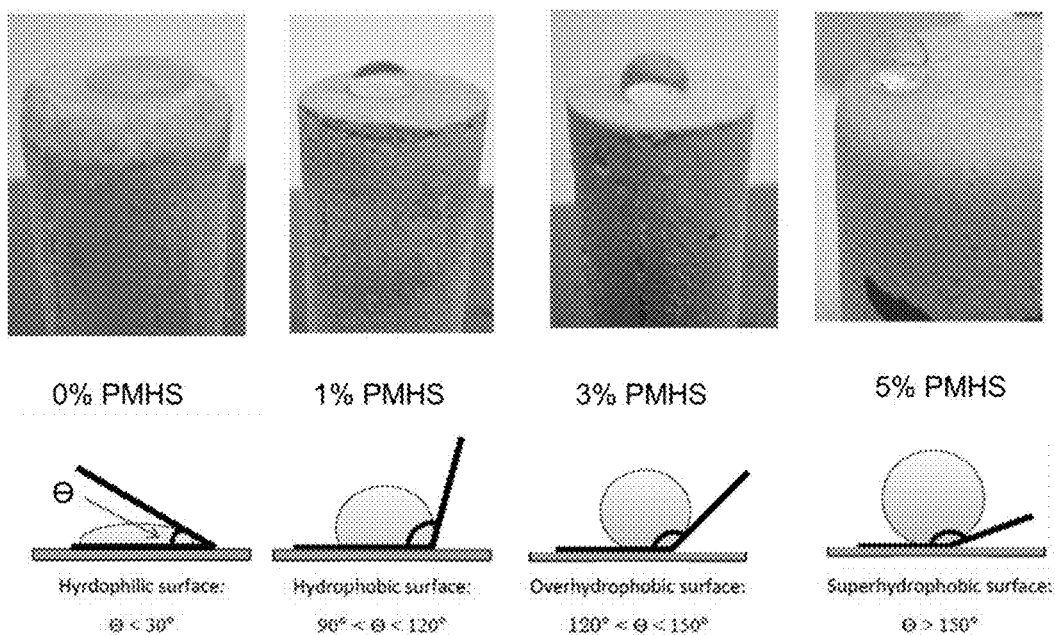 0% PMHS
1% PMHS
3% PMHS
5% PMHS
Θ
Hyrdophilic surface:
Hydrophobic surface:
Overhydrophobic surface:
Superhydrophobic surface:
Θ < 30°
90° < Θ < 120°
120° < Θ < 150°
Θ > 150°